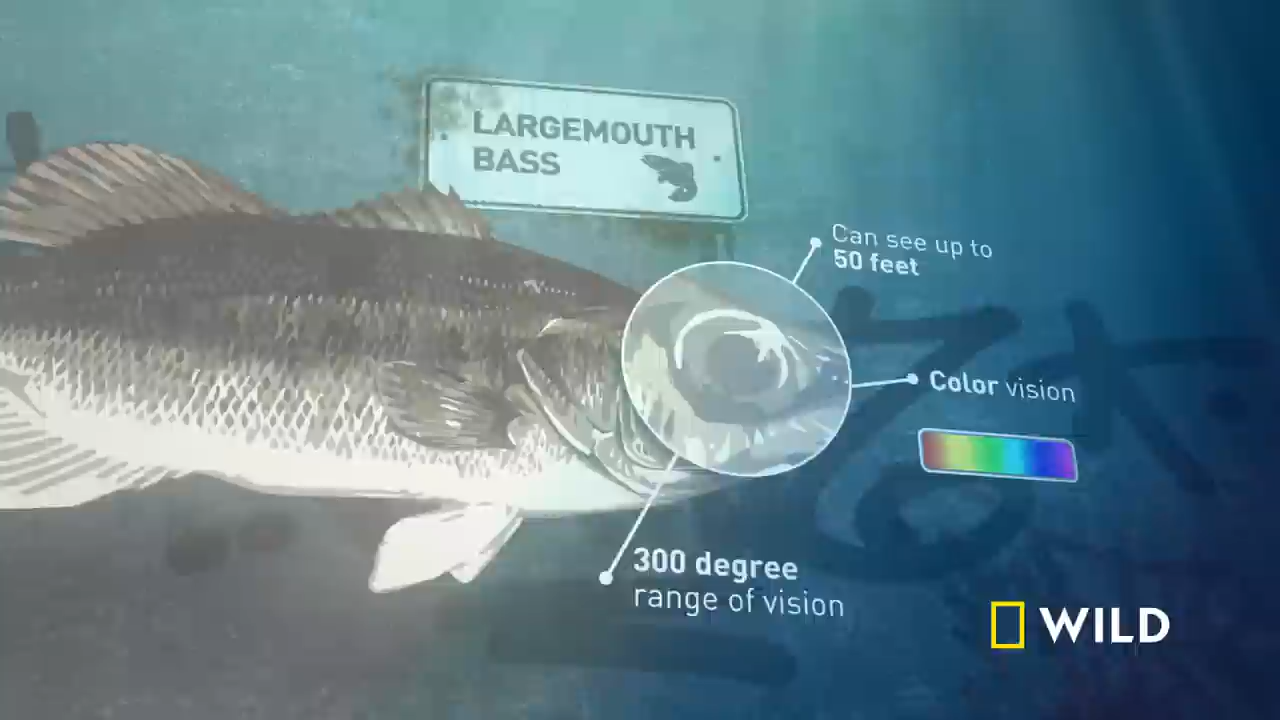 LARGEMOUTH
BASS
Can see up to
50 feet
Color vision
300 degree
range of vision
WILD